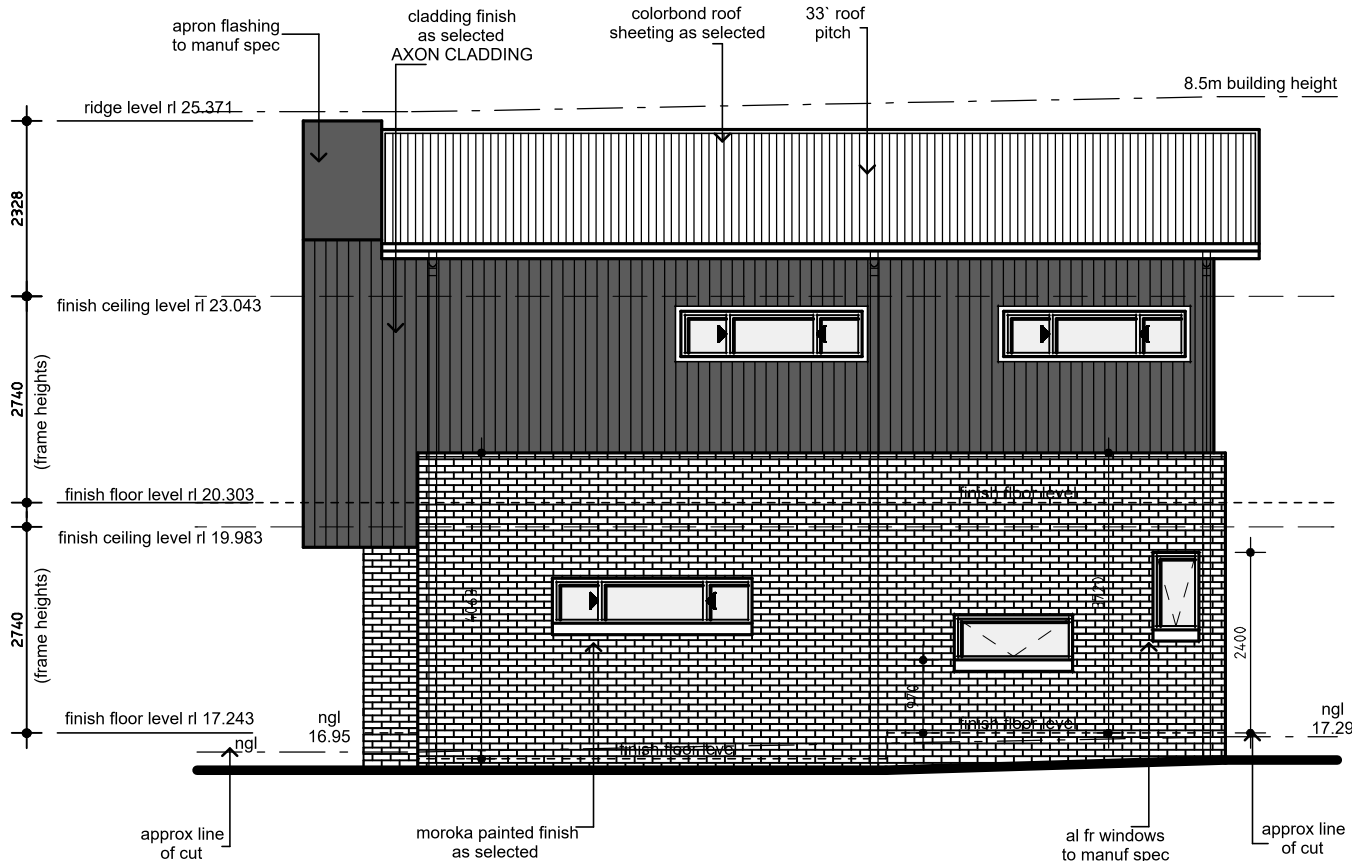 apron flashing
to manuf spec
cladding finish
as selected
AXON CLADDING
colorbond roof
sheeting as selected
33` roof
pitch
8.5m building height
ridge level rl 25.371
2328
finish ceiling level rl 23.043
2740
(frame heights)
finish floor level rl 20.303
finish floor level
finish ceiling level rl 19.983
2740
(frame heights)
4063
3720
2400
970
finish floor level rl 17.243
ngl
16.95
ngl
finish floor level
finish floor level
ngl
17.29
approx line
of cut
moroka painted finish
as selected
al fr windows
to manuf spec
approx line
of cut